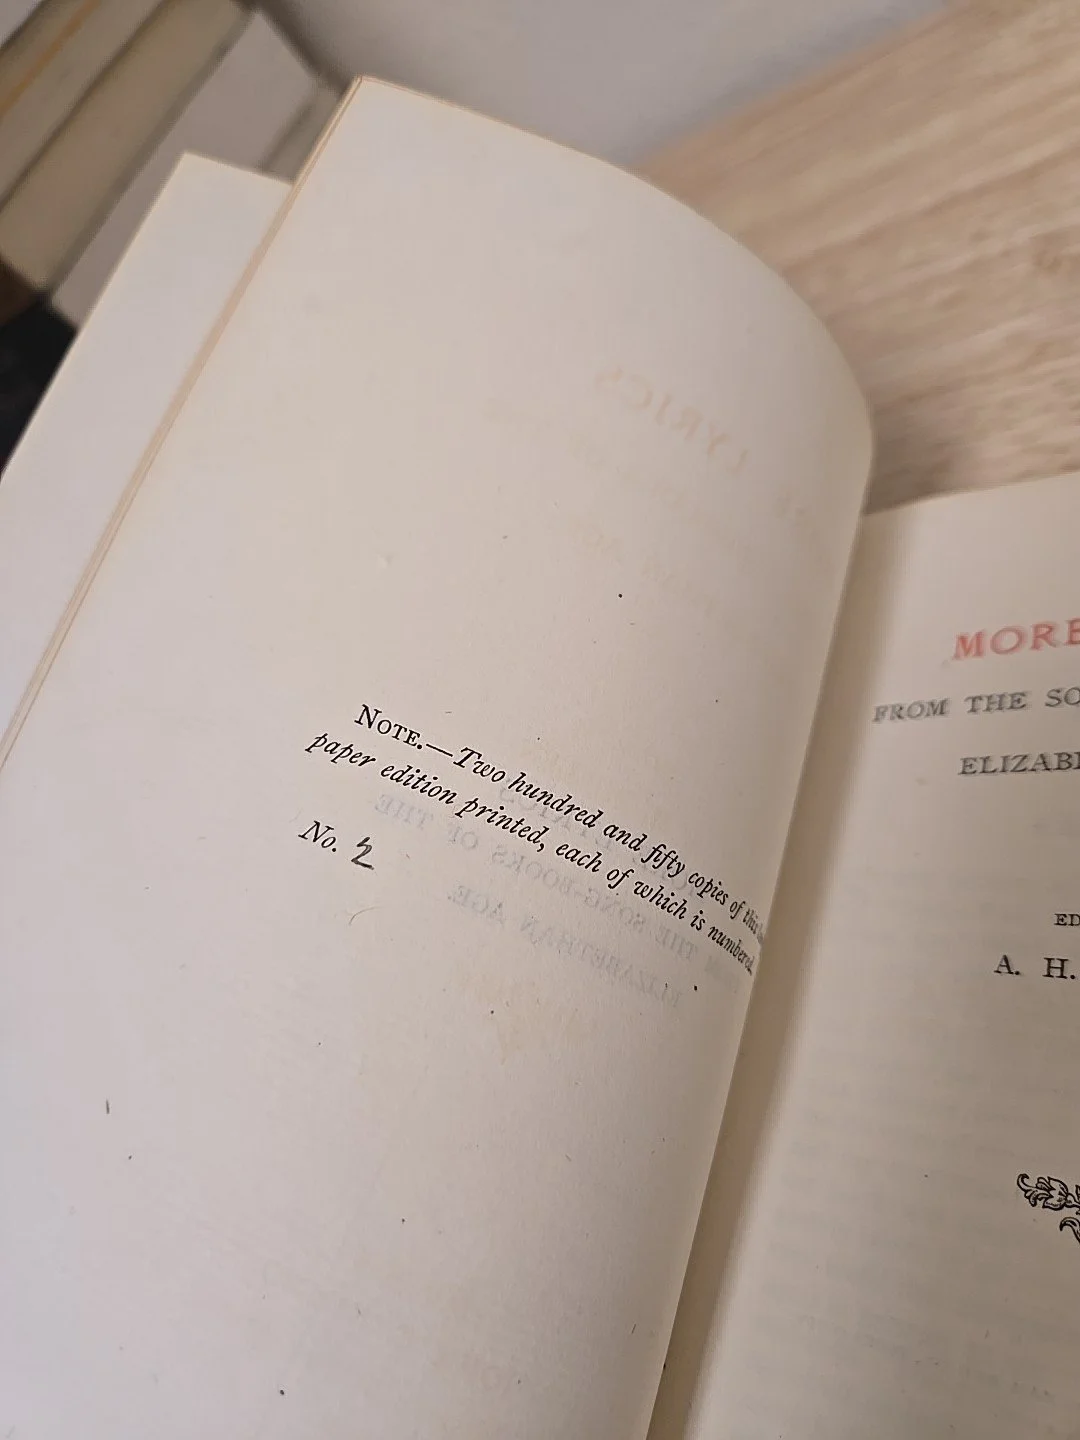 NOTE.—Two hundred and fifty copies of this
paper edition printed, each of which is numbered.
No. 2
MORE
FROM THE SO
ELIZAB
ED
A. H.